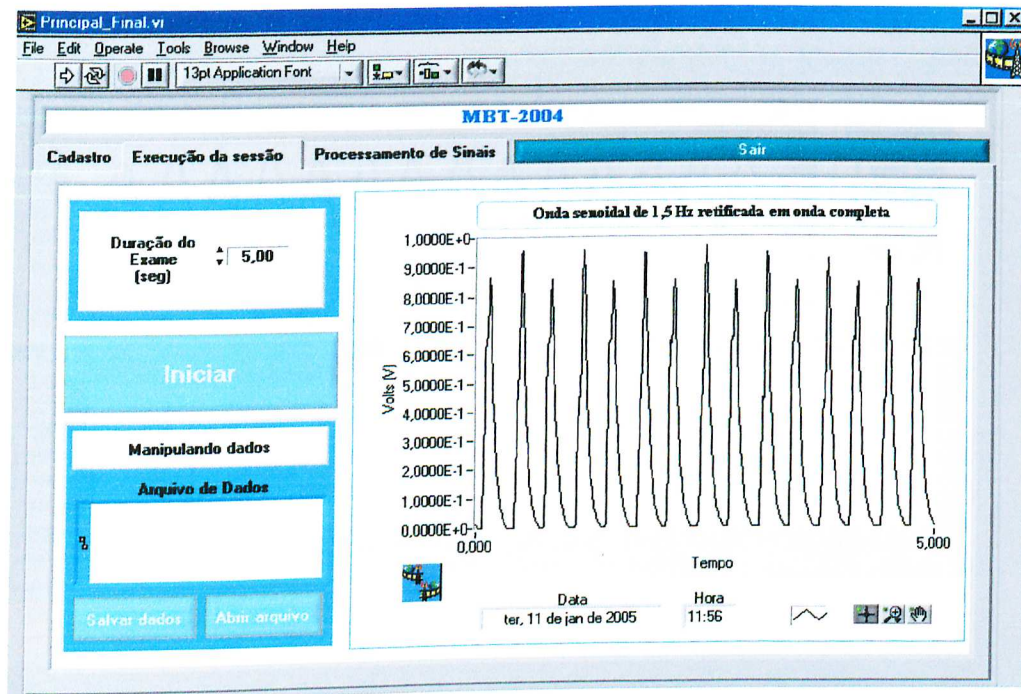 Principal_Final.vi
File Edit Operate Tools Browse Window Help
13pt Application Font
MBT-2004
Cadastro Execução da sessão Processamento de Sinais Sair
Duração do
Exame
(seg)
5,00
Iniciar
Manipulando dados
Arquivo de Dados
Salvar dados Abrir arquivo
Onda senoidal de 1,5 Hz retificada em onda completa
Volts (V)
1,0000E+0
9,0000E-1
8,0000E-1
7,0000E-1
6,0000E-1
5,0000E-1
4,0000E-1
3,0000E-1
2,0000E-1
1,0000E-1
0,0000E+0
0,000 5,000
Tempo
Data Hora
ter, 11 de jan de 2005 11:56